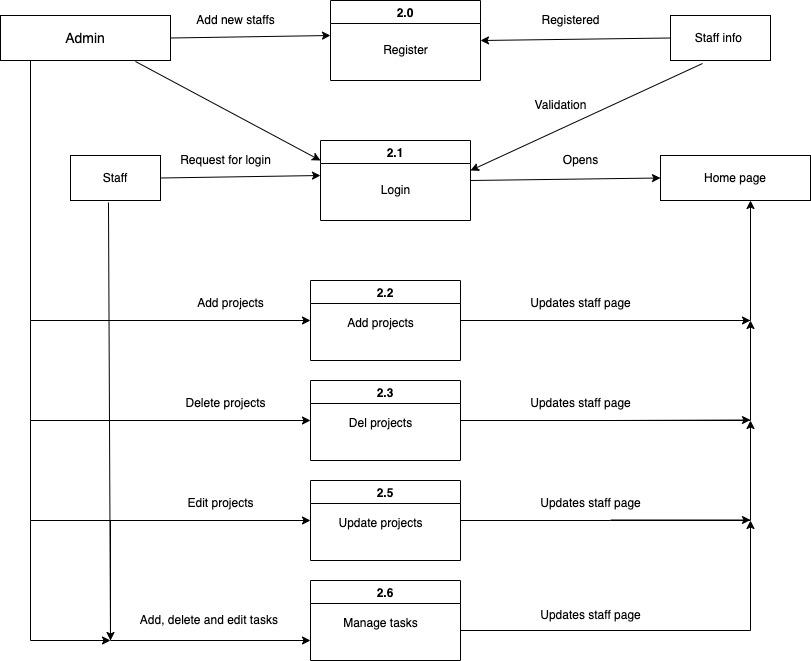 2.0
Add new staffs
Registered
Admin
Register
Staff info
Validation
2.1
Request for login
Opens
Staff
Login
Home page
2.2
Add projects
Add projects
Updates staff page
2.3
Delete projects
Del projects
Updates staff page
2.5
Edit projects
Update projects
Updates staff page
2.6
Add, delete and edit tasks
Manage tasks
Updates staff page